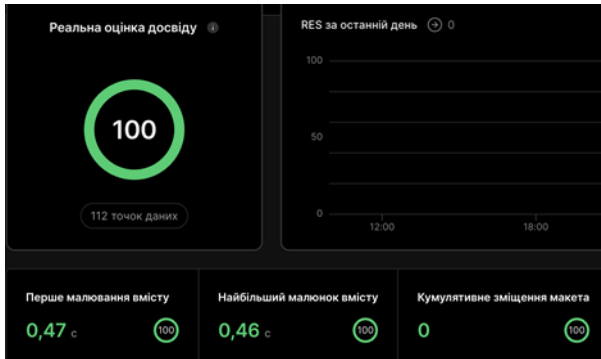 Реальна оцінка досвіду
RES за останній день 0
100
100
50
112 точок даних
0
12:00
18:00
Перше малювання вмісту
Найбільший малюнок вмісту
Кумулятивне зміщення макета
0,47 с
100
0,46 с
100
0
100